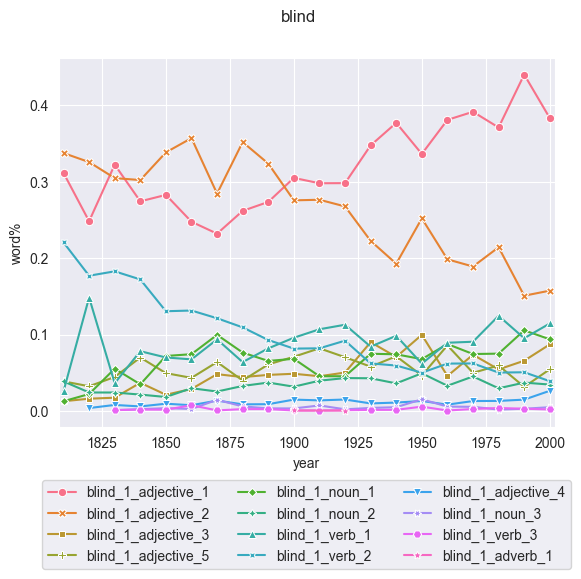 blind
0.4
0.3
0.2
0.1
0.0
word%
1825 1850 1875 1900 1925 1950 1975 2000
year
blind_1_adjective_1 blind_1_noun_1 blind_1_adjective_4
blind_1_adjective_2 blind_1_noun_2 blind_1_noun_3
blind_1_adjective_3 blind_1_verb_1 blind_1_verb_3
blind_1_adjective_5 blind_1_verb_2 blind_1_adverb_1